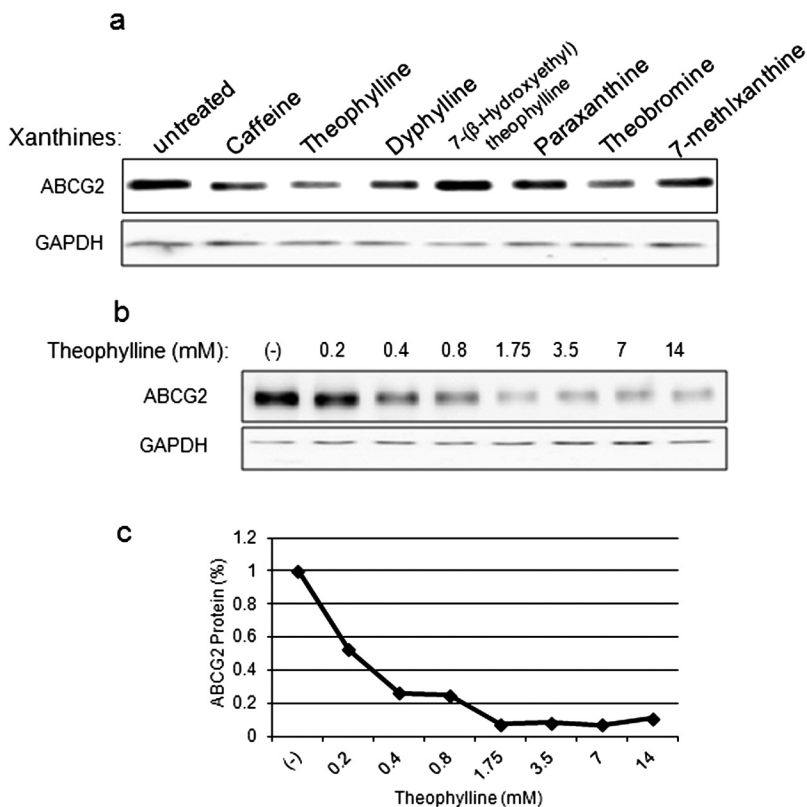 a
Xanthines: untreated Caffeine Theophylline Dyphylline 7-(β-Hydroxyethyl) theophylline Paraxanthine Theobromine 7-methlxanthine
ABCG2
GAPDH
b
Theophylline (mM): (-) 0.2 0.4 0.8 1.75 3.5 7 14
ABCG2
GAPDH
c
ABCG2 Protein (%)
1.2
1
0.8
0.6
0.4
0.2
0
(-) 0.2 0.4 0.8 1.75 3.5 7 14
Theophylline (mM)